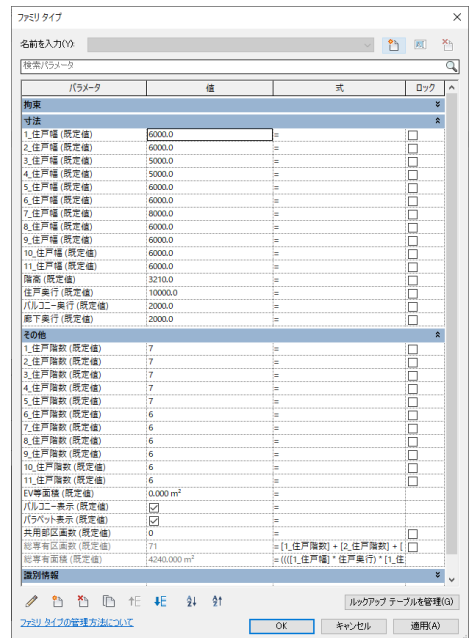 ファミリ タイプ
名前を入力(Y):
検索パラメータ
パラメータ 値 式 ロック
拘束
寸法
1_住戸幅 (既定値) 6000.0 =
2_住戸幅 (既定値) 6000.0 =
3_住戸幅 (既定値) 5000.0 =
4_住戸幅 (既定値) 5000.0 =
5_住戸幅 (既定値) 6000.0 =
6_住戸幅 (既定値) 6000.0 =
7_住戸幅 (既定値) 8000.0 =
8_住戸幅 (既定値) 6000.0 =
9_住戸幅 (既定値) 6000.0 =
10_住戸幅 (既定値) 6000.0 =
11_住戸幅 (既定値) 6000.0 =
階高 (既定値) 3210.0 =
住戸奥行 (既定値) 10000.0 =
バルコニー奥行 (既定値) 2000.0 =
廊下奥行 (既定値) 2000.0 =
その他
1_住戸階数 (既定値) 7 =
2_住戸階数 (既定値) 7 =
3_住戸階数 (既定値) 7 =
4_住戸階数 (既定値) 7 =
5_住戸階数 (既定値) 7 =
6_住戸階数 (既定値) 6 =
7_住戸階数 (既定値) 6 =
8_住戸階数 (既定値) 6 =
9_住戸階数 (既定値) 6 =
10_住戸階数 (既定値) 6 =
11_住戸階数 (既定値) 6 =
EV等面積 (既定値) 0.000 m² =
バルコニー表示 (既定値) =
パラペット表示 (既定値) =
共用部区画数 (既定値) 0 =
総専有区画数 (既定値) 71 = [1_住戸階数] + [2_住戸階数] + [
総専有面積 (既定値) 4240.000 m² = (((([1_住戸幅] * 住戸奥行) * [1_住
識別情報
ルックアップ テーブルを管理(G)
ファミリ タイプの管理方法について
OK キャンセル 適用(A)